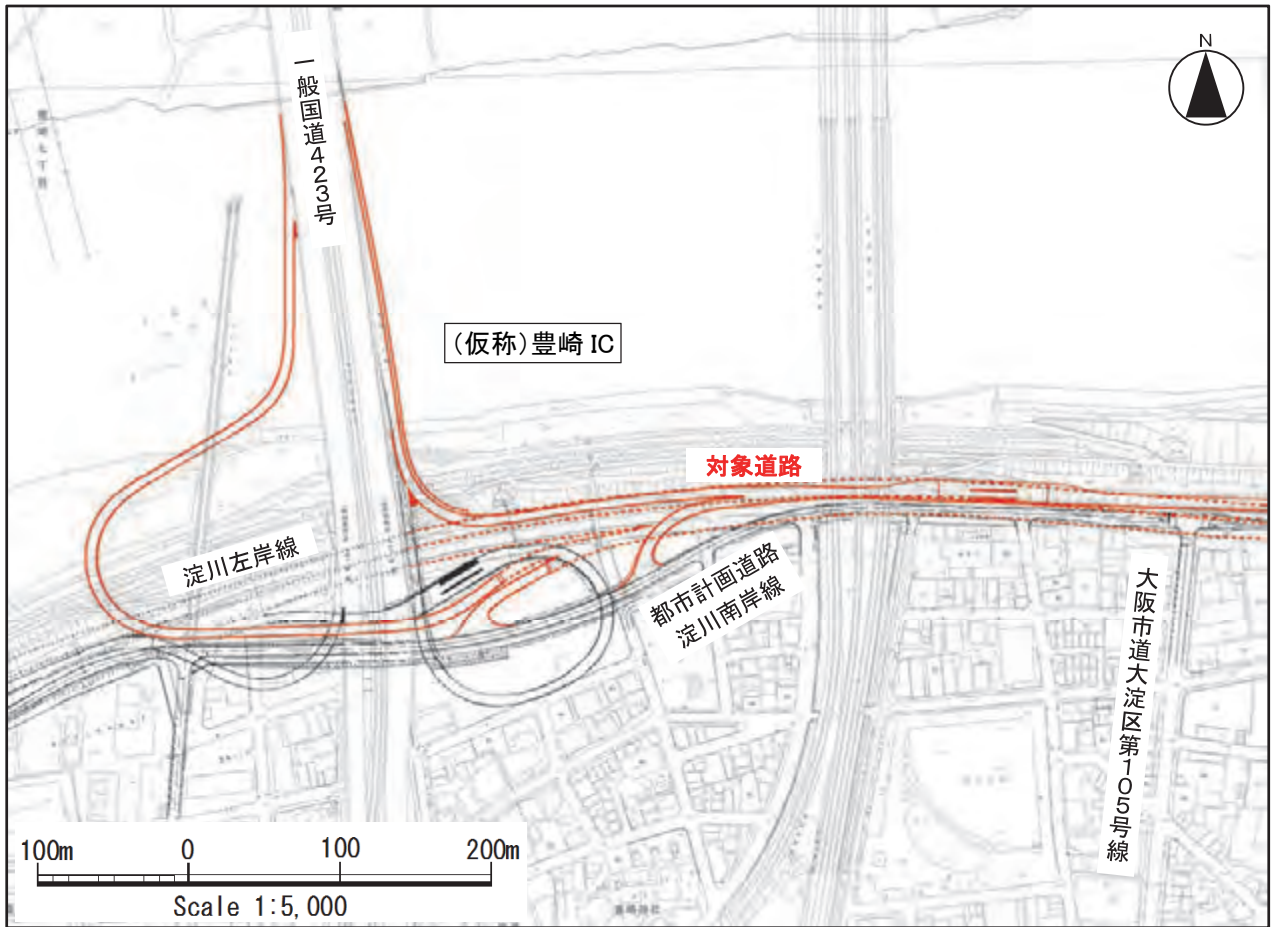 N
一般国道423号
(仮称)豊崎 IC
対象道路
淀川左岸線
都市計画道路
淀川南岸線
大阪市道大淀区第105号線
100m 0 100 200m
Scale 1:5,000